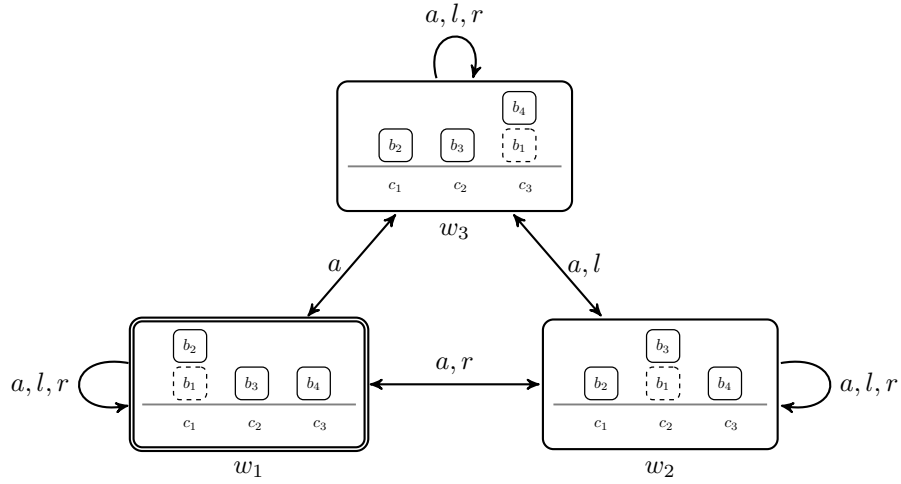 a, l, r
b₄
b₂ b₃ b₁
c₁ c₂ c₃
w₃
a
a, l
b₂
b₁ b₃ b₄
c₁ c₂ c₃
a, l, r
w₁
a, r
b₃
b₂ b₁ b₄
c₁ c₂ c₃
a, l, r
w₂